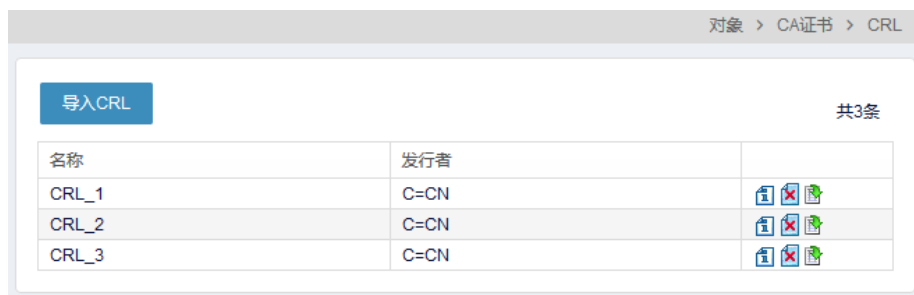 对象 > CA证书 > CRL
导入CRL
共3条
名称 发行者
CRL_1 C=CN
CRL_2 C=CN
CRL_3 C=CN